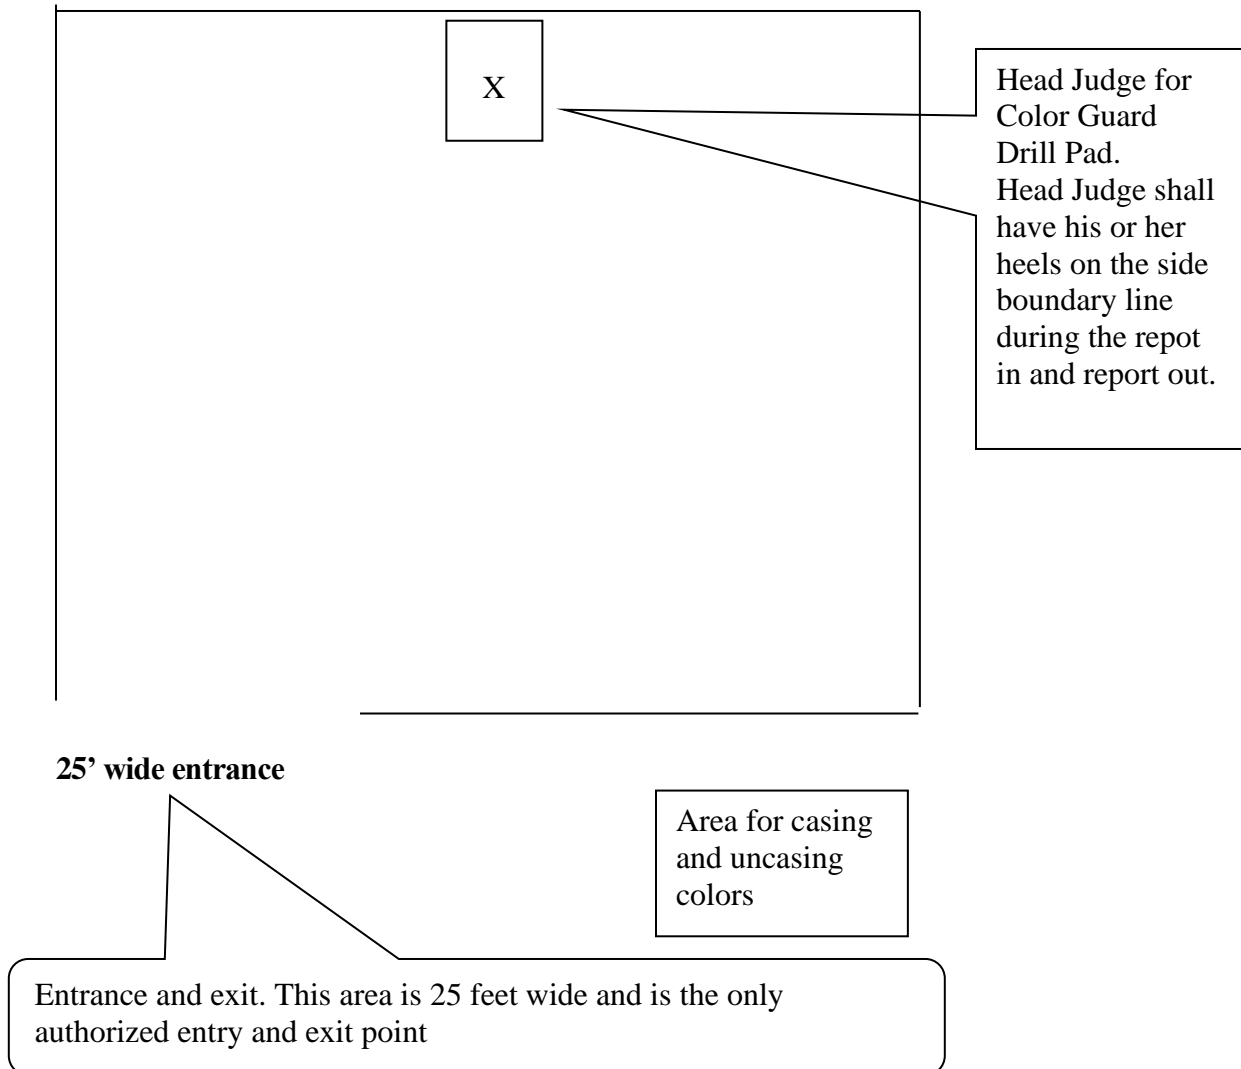 X
Head Judge for
Color Guard
Drill Pad.
Head Judge shall
have his or her
heels on the side
boundary line
during the repot
in and report out.
25’ wide entrance
Area for casing
and uncasing
colors
Entrance and exit. This area is 25 feet wide and is the only
authorized entry and exit point